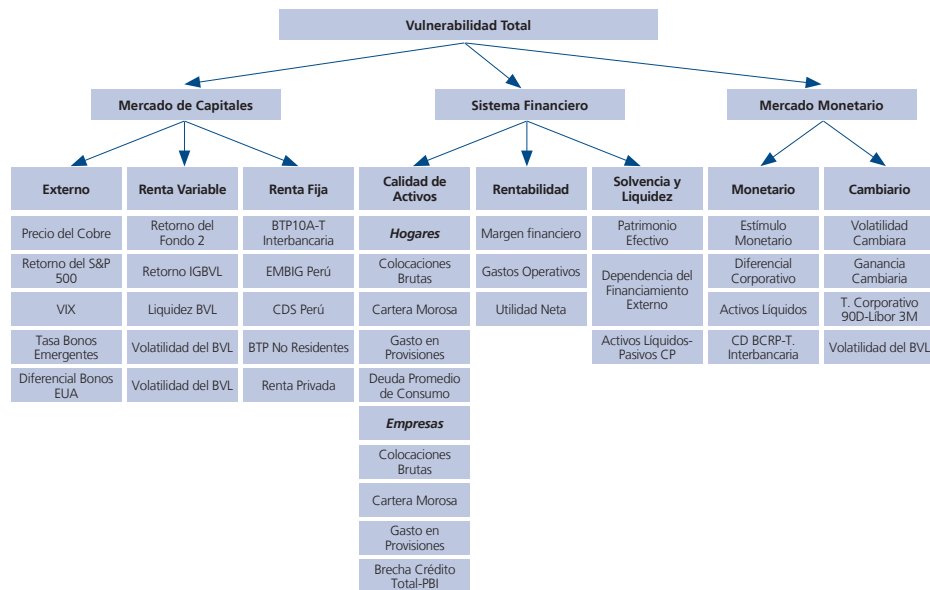 Vulnerabilidad Total
Mercado de Capitales
Sistema Financiero
Mercado Monetario
Externo
Renta Variable
Renta Fija
Calidad de
Activos
Rentabilidad
Solvencia y
Liquidez
Monetario
Cambiario
Precio del Cobre
Retorno del S&P
500
VIX
Tasa Bonos
Emergentes
Diferencial Bonos
EUA
Retorno del
Fondo 2
Retorno IGBVL
Liquidez BVL
Volatilidad del BVL
Volatilidad del BVL
BTP10A-T
Interbancaria
EMBIG Perú
CDS Perú
BTP No Residentes
Renta Privada
Hogares
Colocaciones
Brutas
Cartera Morosa
Gasto en
Provisiones
Deuda Promedio
de Consumo
Empresas
Colocaciones
Brutas
Cartera Morosa
Gasto en
Provisiones
Brecha Crédito
Total-PBI
Margen financiero
Gastos Operativos
Utilidad Neta
Patrimonio
Efectivo
Dependencia del
Financiamiento
Externo
Activos Líquidos-
Pasivos CP
Estímulo
Monetario
Diferencial
Corporativo
Activos Líquidos
CD BCRP-T.
Interbancaria
Volatilidad
Cambiara
Ganancia
Cambiaria
T. Corporativo
90D-Líbor 3M
Volatilidad del BVL